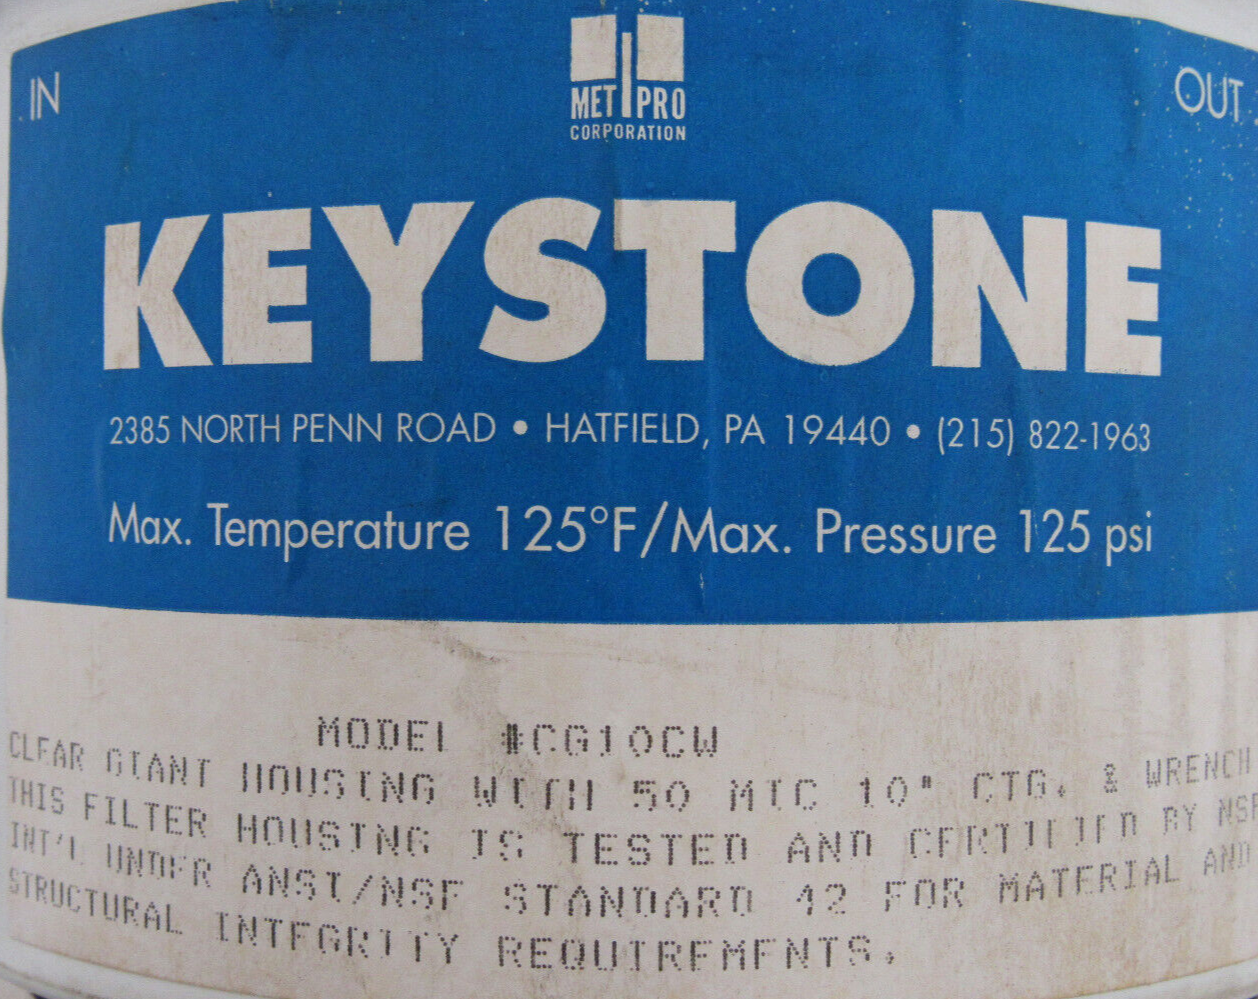 IN
MET PRO
CORPORATION
OUT
KEYSTONE
2385 NORTH PENN ROAD • HATFIELD, PA 19440 • (215) 822-1963
Max. Temperature 125°F/Max. Pressure 125 psi
MODEL #CG10CW
CLEAR GIANT HOUSING WITH 50 MIC 10" CTG. & WRENCH
THIS FILTER HOUSING IS TESTED AND CERTIFIED BY NSF
INT'L UNDER ANSI/NSF STANDARD 42 FOR MATERIAL AND
STRUCTURAL INTEGRITY REQUIREMENTS.